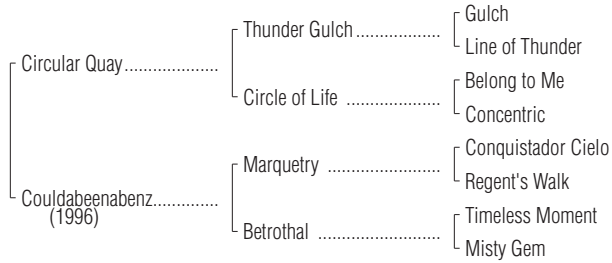 Gulch
Thunder Gulch....................
Line of Thunder
Circular Quay......................
Belong to Me
Circle of Life .......................
Concentric
Conquistador Cielo
Marquetry ..........................
Regent's Walk
Couldabeenabenz...............
(1996)
Timeless Moment
Betrothal ............................
Misty Gem